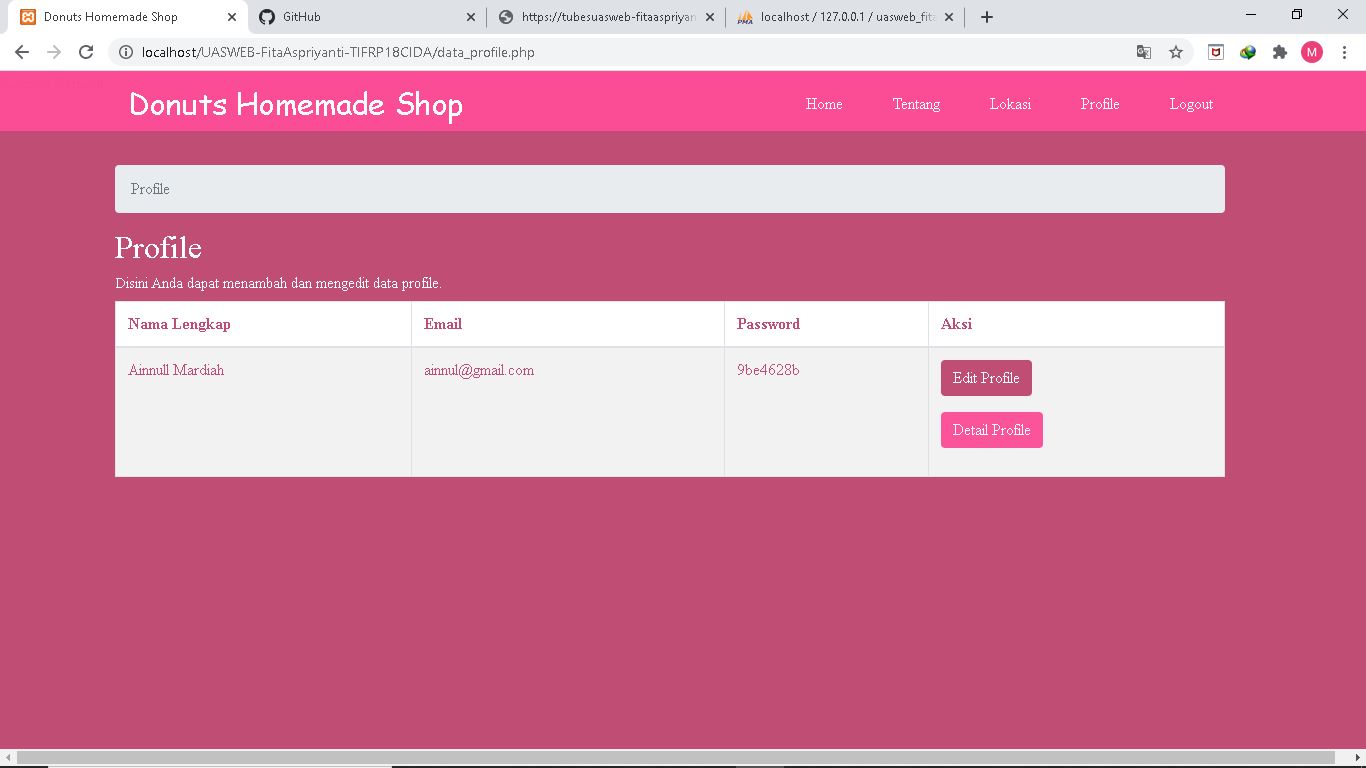 Donuts Homemade Shop
GitHub
https://tubesuasweb-fitaaspriyan
localhost / 127.0.0.1 / uasweb_fita
localhost/UASWEB-FitaAspriyanti-TIFRP18CIDA/data_profile.php
M
Donuts Homemade Shop
Home Tentang Lokasi Profile Logout
Profile
Profile
Disini Anda dapat menambah dan mengedit data profile.
Nama Lengkap Email Password Aksi
Ainnull Mardiah ainnul@gmail.com 9be4628b Edit Profile
Detail Profile